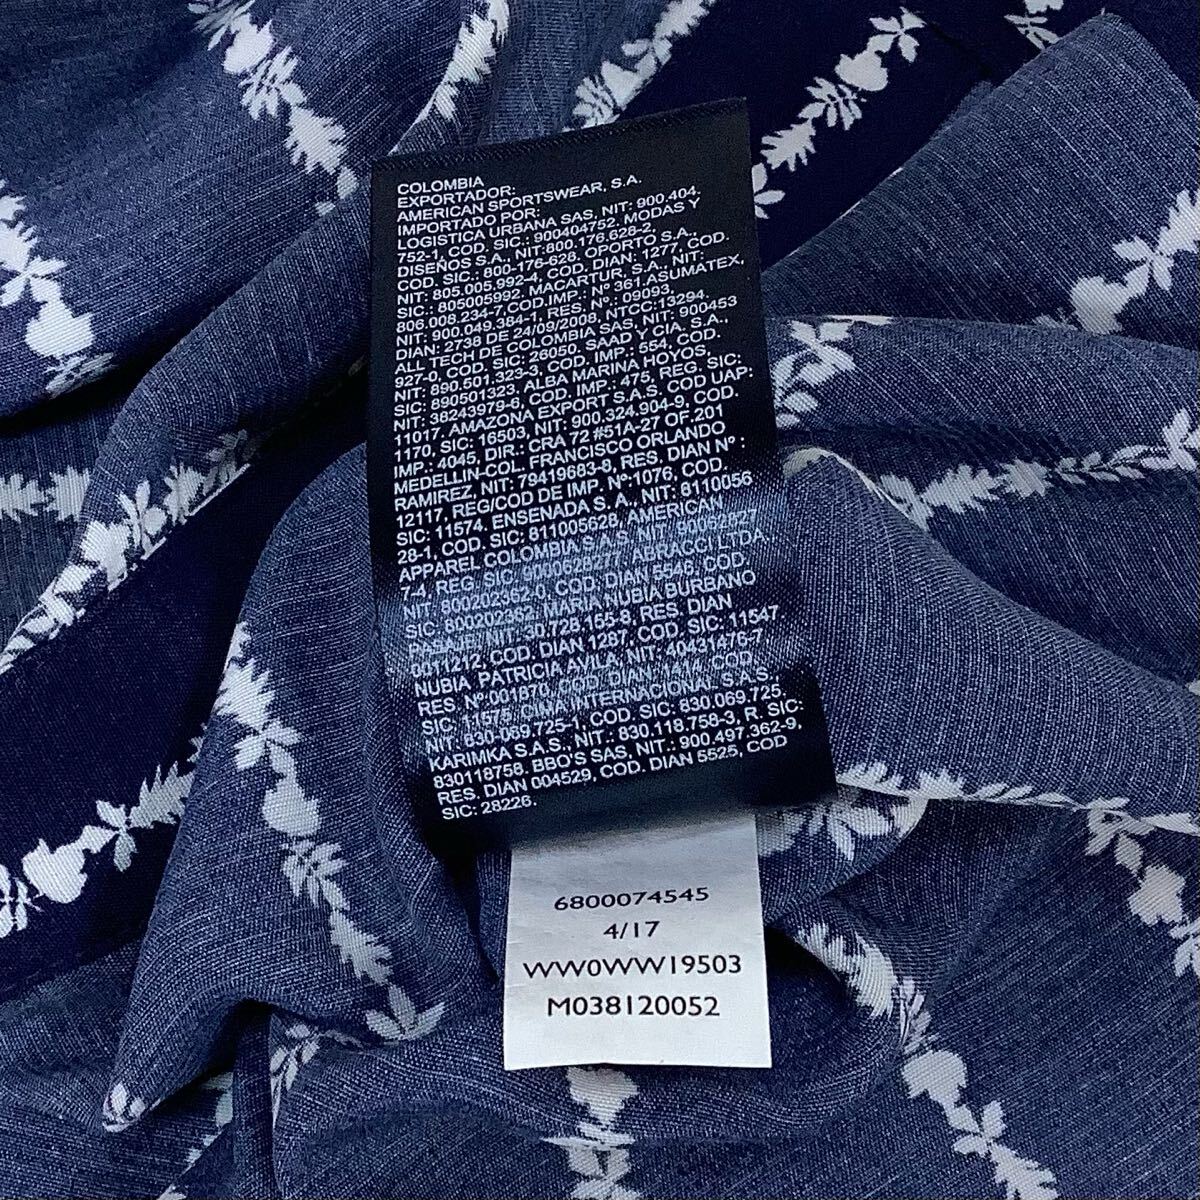 COLOMBIA
EXPORTADOR:
AMERICAN SPORTSWEAR, S.A.
IMPORTADO POR:
LOGISTICA URBANA SAS, NIT: 900.404.
752-1, COD. SIC.: 900404752. MODAS Y
DISEÑOS S.A., NIT:800.176.628-2,
COD. SIC.: 800-176-628. OPORTO S.A.,
NIT: 805.005.992-4, COD. DIAN: 1277, COD.
SIC.: 805005992. MACARTUR, S.A., NIT:
806.008.234-7,COD.IMP.: Nº 361.ASUMATEX,
NIT: 900.049.384-1, RES. Nº.: 09093,
DIAN: 2738 DE 24/09/2008, NTCC:13294.
ALL TECH DE COLOMBIA SAS, NIT: 900453
927-0, COD. SIC: 26050. SAAD Y CIA. S.A.,
NIT: 890.501.323-3, COD. IMP.: 554, COD.
SIC: 890501323. ALBA MARINA HOYOS,
NIT: 38243979-6, COD. IMP.: 475, REG. SIC:
11017. AMAZONA EXPORT S.A.S, COD UAP:
1170, SIC: 16503, NIT: 900.324.904-9, COD.
IMP.: 4045, DIR.: CRA 72 #51A-27 OF.201
MEDELLIN-COL. FRANCISCO ORLANDO
RAMIREZ, NIT: 79419683-8, RES. DIAN Nº :
12117, REG/COD DE IMP. Nº:1076, COD.
SIC: 11574. ENSENADA S. A., NIT: 8110056
28-1, COD. SIC: 811005628. AMERICAN
APPAREL COLOMBIA S.A.S. NIT: 90062827
7-4, REG. SIC: 9000628277. ABRACCI LTDA.
NIT: 800202362-0, COD. DIAN 5546, COD.
SIC: 800202362. MARIA NUBIA BURBANO
PASAJE, NIT: 30.728.155-8, RES. DIAN
0011212, COD. DIAN 1287, COD. SIC: 11547
NUBIA PATRICIA AVILA, NIT: 40431476-7
RES. Nº:001870, COD. DIAN: 1414, COD.
SIC: 11575. CIMA INTERNACIONAL S.A.S.
NIT: 830-069.725-1, COD. SIC: 830.069.725.
KARIMKA S.A.S., NIT.: 830.118.758-3, R. SIC:
830118758. BBO'S SAS, NIT.: 900.497.362-9,
RES. DIAN 004529, COD. DIAN 5525, COD
SIC: 28226.
6800074545
4/17
WW0WW19503
M038120052